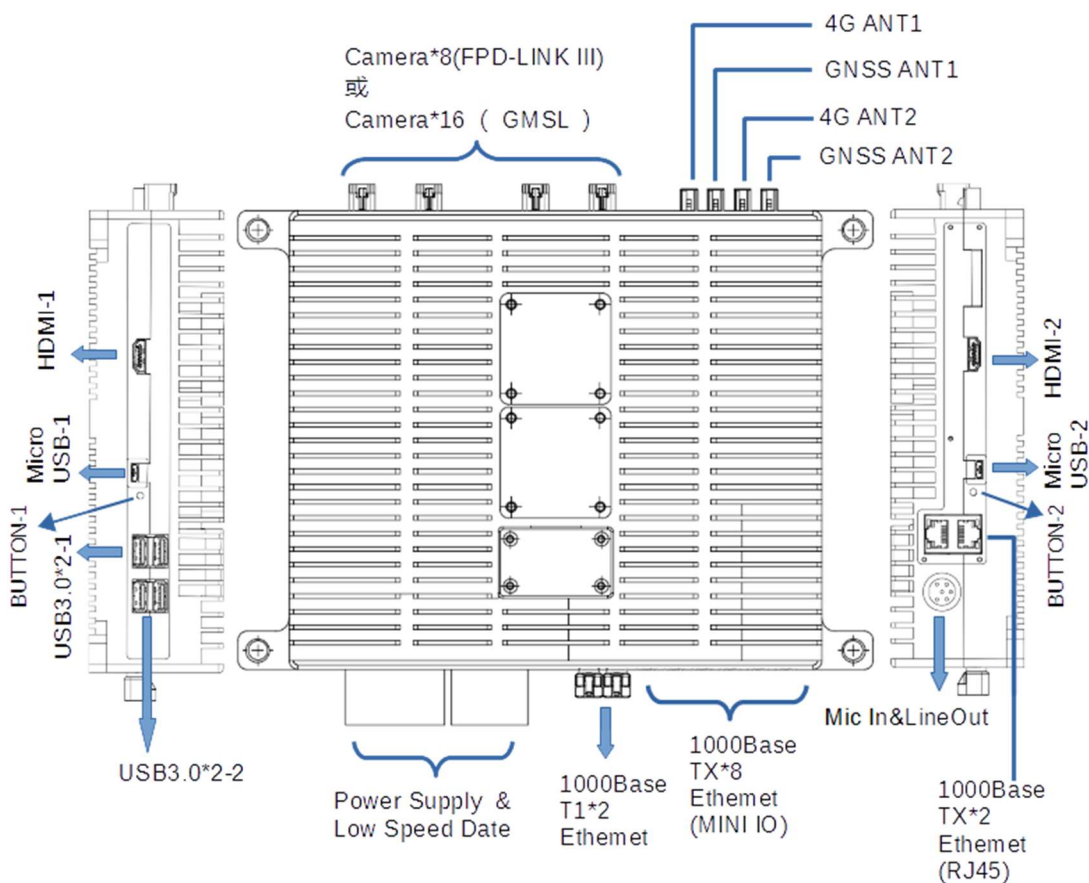 4G ANT1
Camera*8(FPD-LINK III)
或
Camera*16 ( GMSL )
GNSS ANT1
4G ANT2
GNSS ANT2
HDMI-1
Micro
USB-1
BUTTON-1
USB3.0*2-1
USB3.0*2-2
HDMI-2
Micro
USB-2
BUTTON-2
Mic In&LineOut
Power Supply &
Low Speed Date
1000Base
T1*2
Ethemet
1000Base
TX*8
Ethemet
(MINI IO)
1000Base
TX*2
Ethemet
(RJ45)